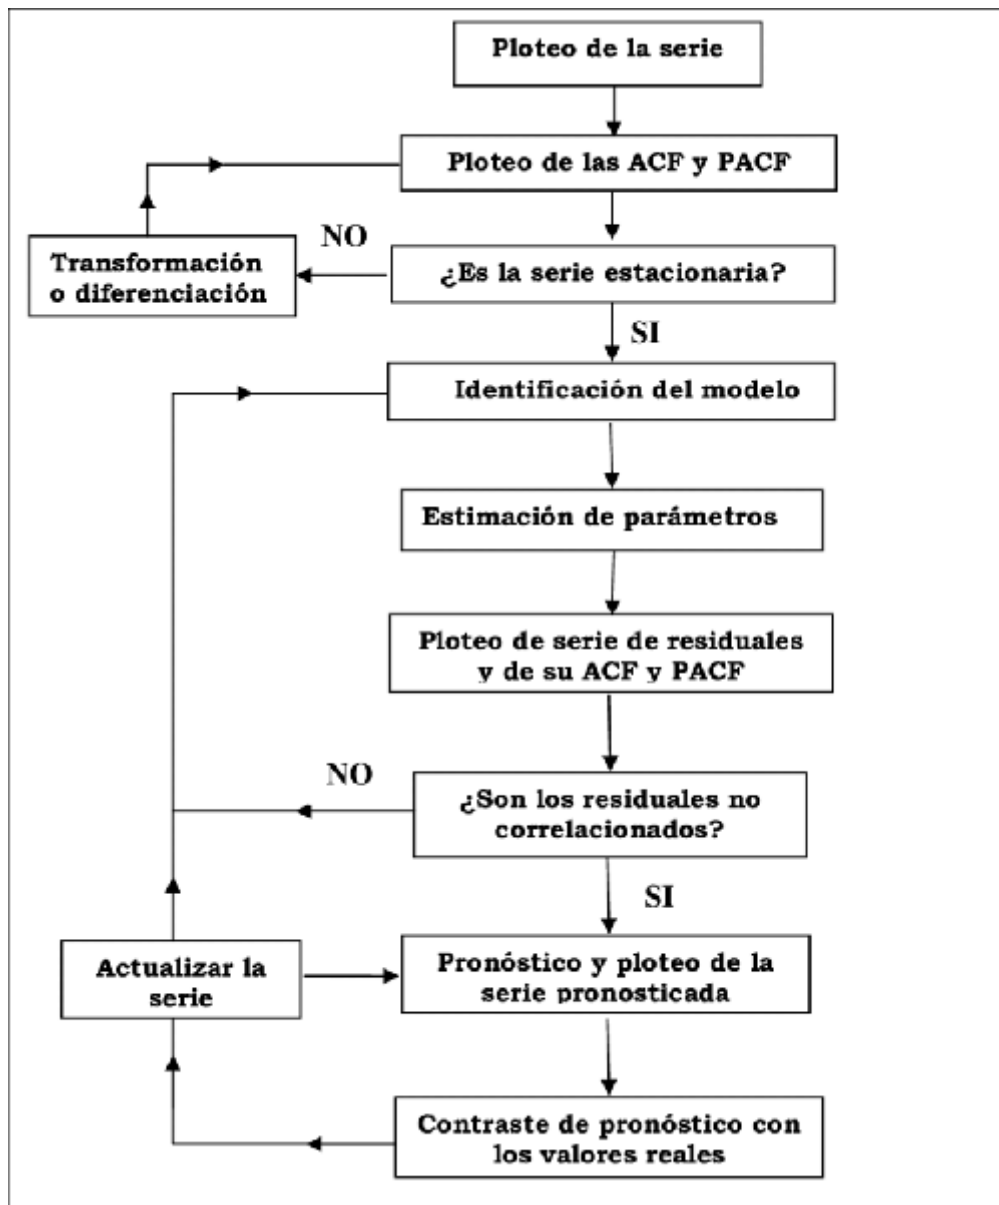 Ploteo de la serie
Ploteo de las ACF y PACF
NO
Transformación
o diferenciación
¿Es la serie estacionaria?
SI
Identificación del modelo
Estimación de parámetros
Ploteo de serie de residuales
y de su ACF y PACF
NO
¿Son los residuales no
correlacionados?
SI
Actualizar la
serie
Pronóstico y ploteo de la
serie pronosticada
Contraste de pronóstico con
los valores reales